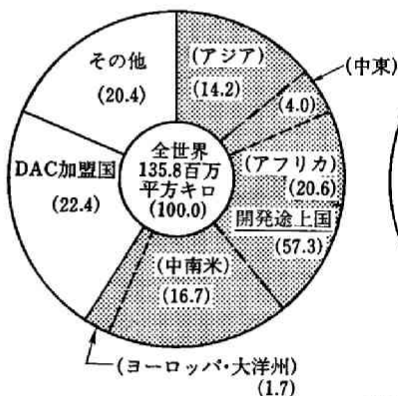 その他
(20.4)
(アジア)
(14.2)
(中東)
(4.0)
全世界
135.8百万
平方キロ
(100.0)
DAC加盟国
(22.4)
(アフリカ)
(20.6)
開発途上国
(57.3)
(中南米)
(16.7)
(ヨーロッパ・大洋州)
(1.7)